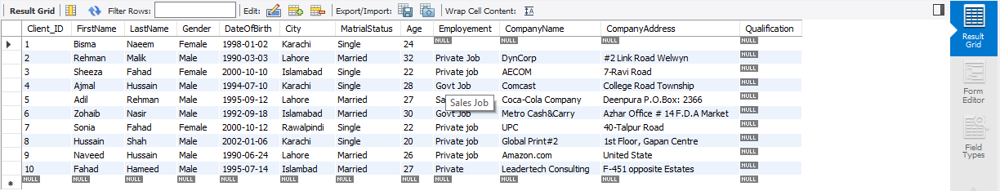 Result Grid Filter Rows: Edit: Export/Import: Wrap Cell Content: IA
Client_ID FirstName LastName Gender DateOfBirth City MatrialStatus Age Employement CompanyName CompanyAddress Qualification
1 Bisma Naeem Female 1998-01-02 Karachi Single 24 NULL NULL NULL NULL
2 Rehman Malik Male 1990-03-03 Lahore Married 32 Private Job DynCorp #2 Link Road Welwyn NULL
3 Sheeza Fahad Female 2000-10-10 Islamabad Single 22 Private job AECOM 7-Ravi Road NULL
4 Ajmal Hussain Male 1994-07-10 Karachi Single 28 Govt Job Comcast College Road Township NULL
5 Adil Rehman Male 1995-09-12 Lahore Married 27 Sa Coca-Cola Company Deenpura P.O.Box: 2366 NULL
Sales Job
6 Zohaib Nasir Male 1992-09-18 Islamabad Married 30 Govt Job Metro Cash&Carry Azhar Office # 14 F.D.A Market NULL
7 Sonia Fahad Female 2000-10-12 Rawalpindi Single 22 Private job UPC 40-Talpur Road NULL
8 Hussain Shah Male 2002-01-06 Karachi Single 20 Private job Global Print#2 1st Floor, Gapan Centre NULL
9 Naveed Hussain Male 1990-06-24 Lahore Married 26 Private job Amazon.com United State NULL
10 Fahad Hameed Male 1995-07-14 Islambad Married 27 Private Leadertech Consulting F-451 opposite Estates NULL
NULL NULL NULL NULL NULL NULL NULL NULL NULL NULL NULL NULL
Result
Grid
Form
Editor
Field
Types